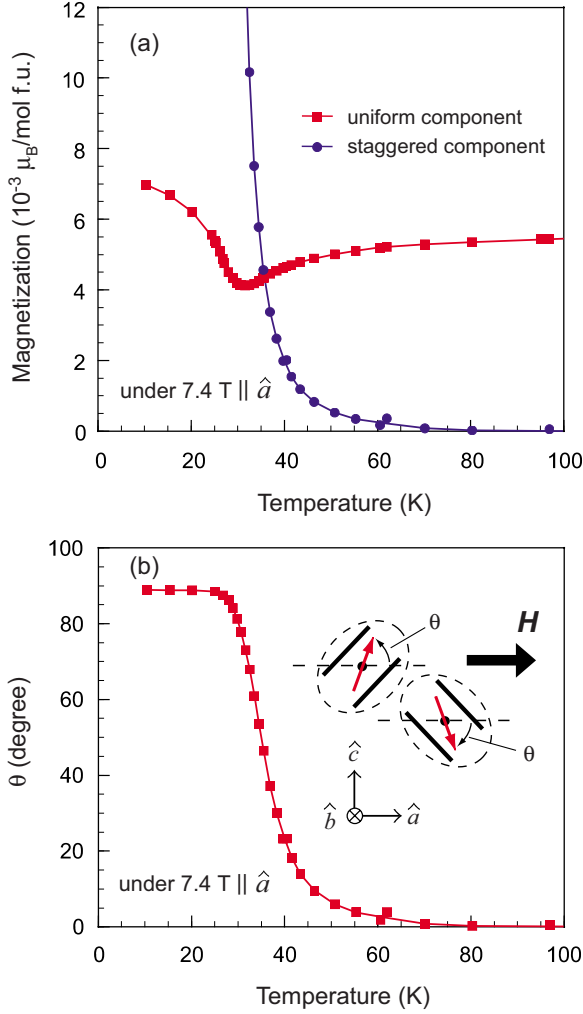 (a)
12
10
8
6
4
2
0
Magnetization (10⁻³ μ_B/mol f.u.)
uniform component
staggered component
under 7.4 T || â
0 20 40 60 80 100
Temperature (K)
(b)
100
80
60
40
20
0
θ (degree)
θ
H
θ
ĉ
b̂ â
under 7.4 T || â
0 20 40 60 80 100
Temperature (K)